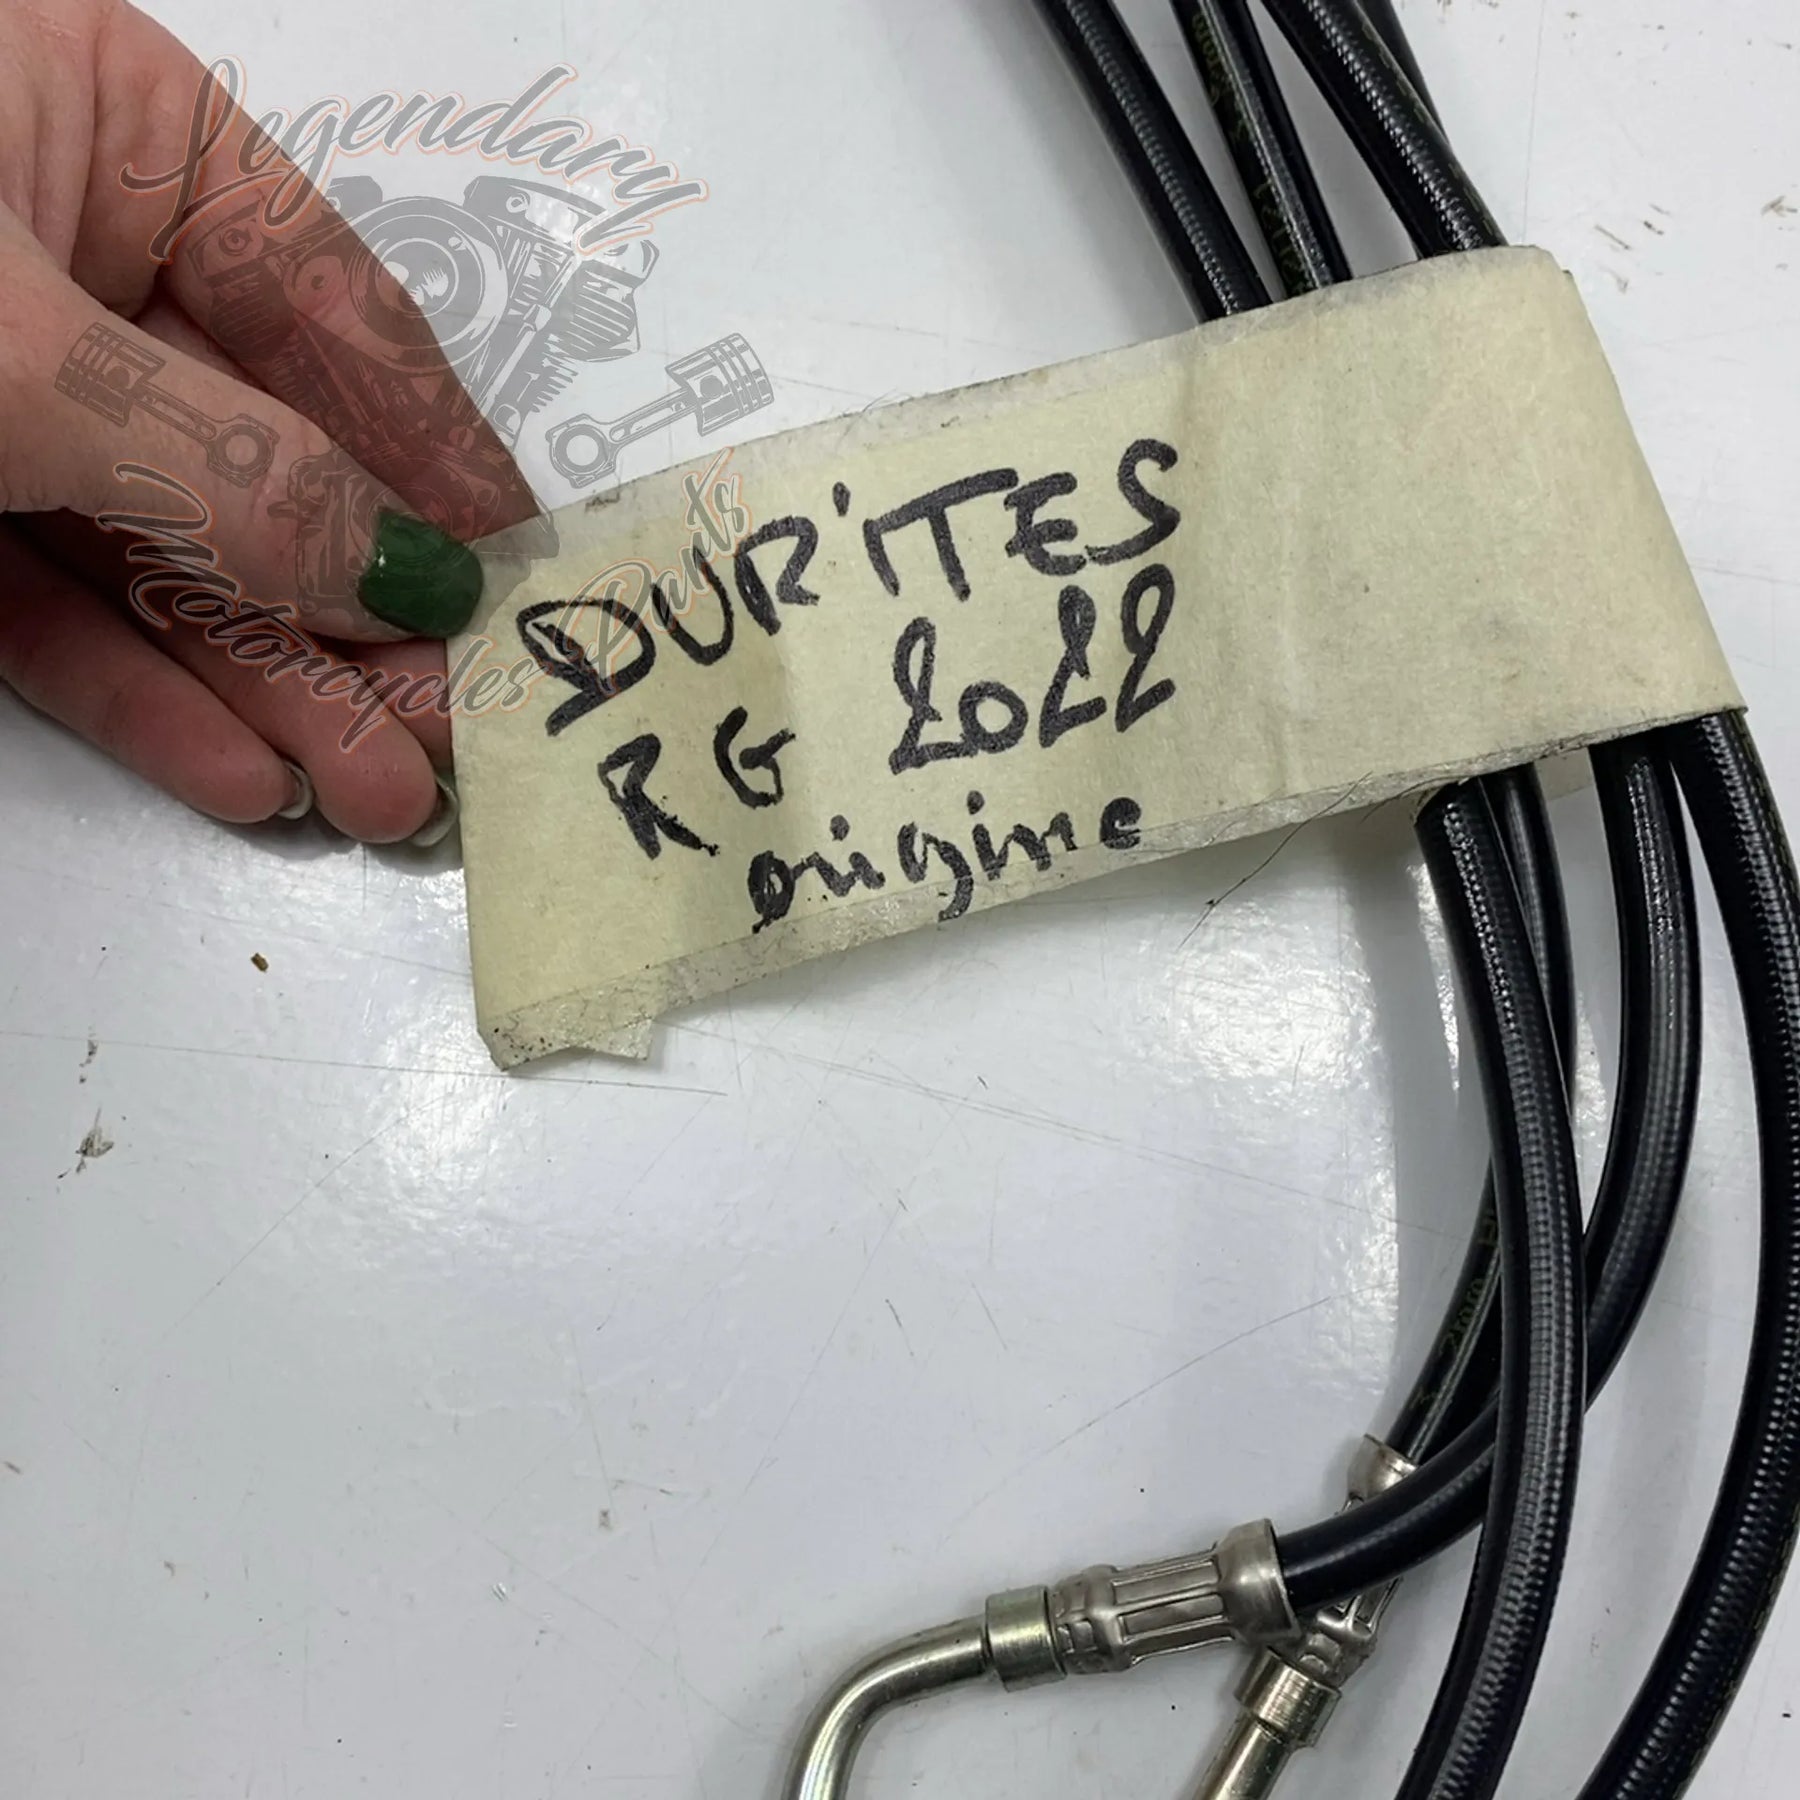 Legendary
Motorcycles Parts
DURITES
RG 2022
origine